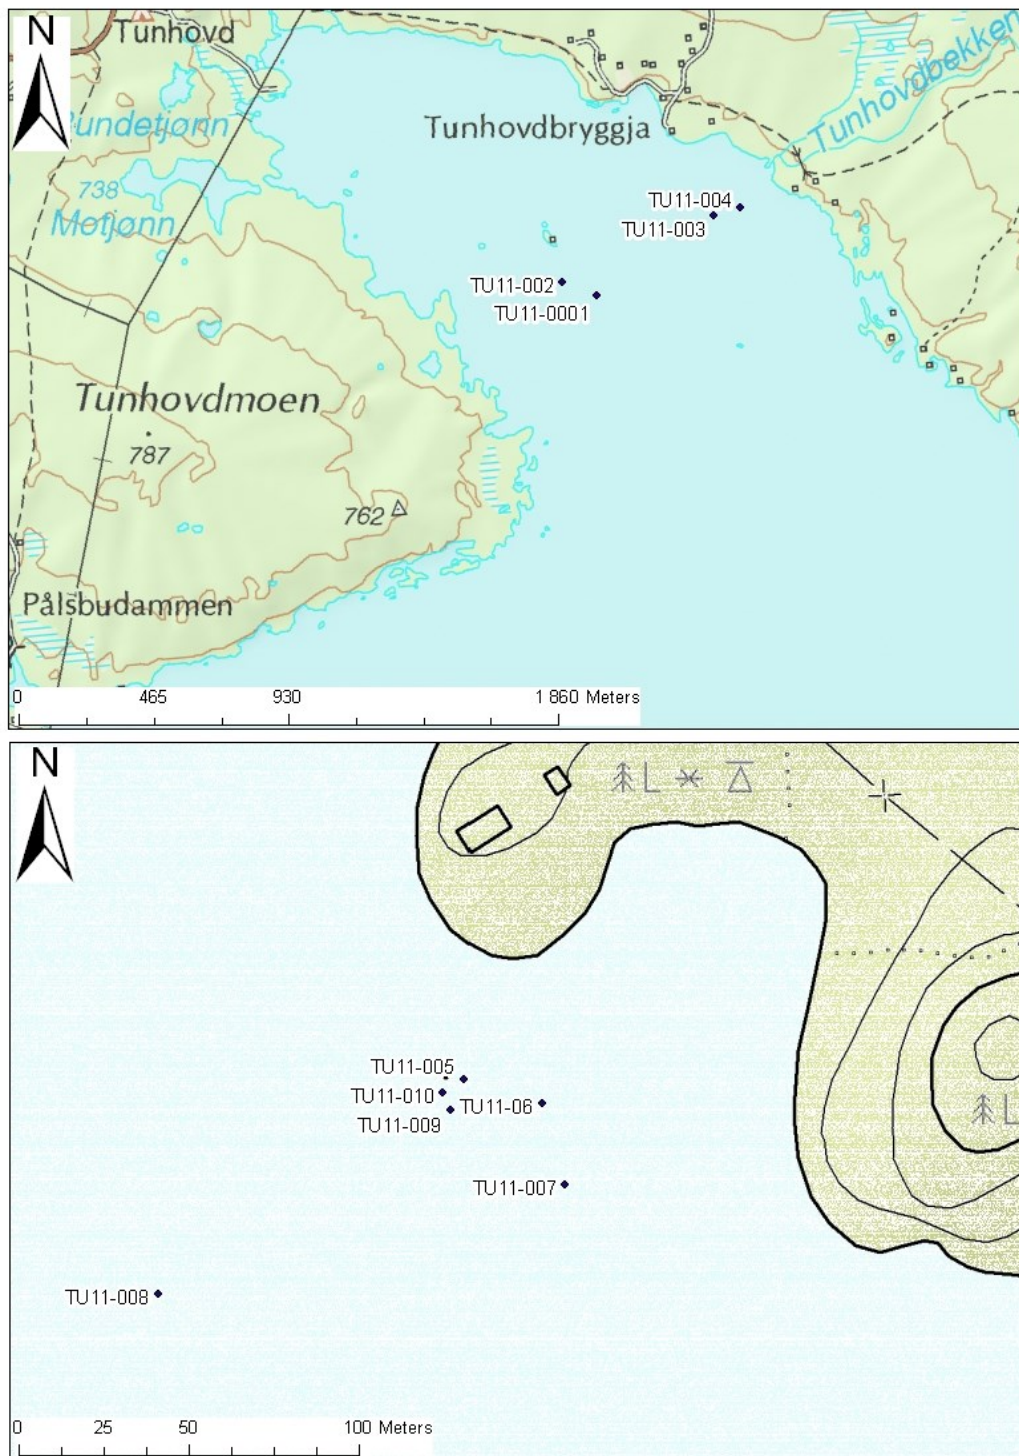 N
Tunhovd
Tunhovdbekken
Tunhovdbryggja
738
Motjønn
TU11-004
TU11-003
TU11-002
TU11-0001
Tunhovdmoen
787
762
Pålsbudammen
0 465 930 1 860 Meters
N
L
TU11-005
TU11-010
TU11-06
TU11-009
L
TU11-007
TU11-008
0 25 50 100 Meters